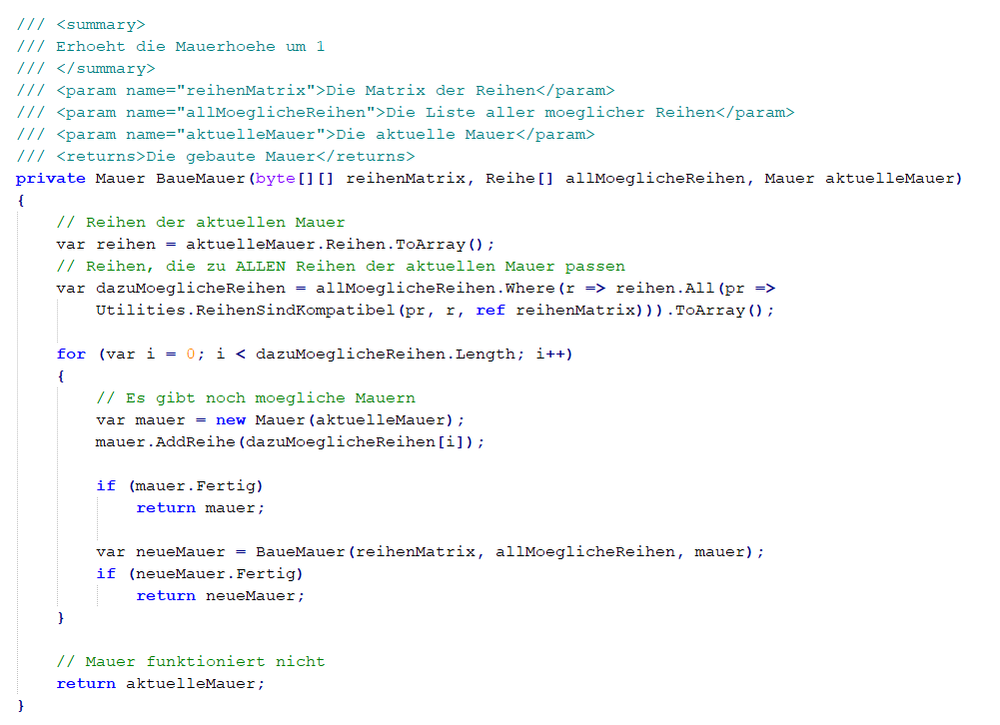 /// <summary>
/// Erhoeht die Mauerhoehe um 1
/// </summary>
/// <param name="reihenMatrix">Die Matrix der Reihen</param>
/// <param name="allMoeglicheReihen">Die Liste aller moeglicher Reihen</param>
/// <param name="aktuelleMauer">Die aktuelle Mauer</param>
/// <returns>Die gebaute Mauer</returns>
private Mauer BaueMauer(byte[][] reihenMatrix, Reihe[] allMoeglicheReihen, Mauer aktuelleMauer)
{
    // Reihen der aktuellen Mauer
    var reihen = aktuelleMauer.Reihen.ToArray();
    // Reihen, die zu ALLEN Reihen der aktuellen Mauer passen
    var dazuMoeglicheReihen = allMoeglicheReihen.Where(r => reihen.All(pr =>
        Utilities.ReihenSindKompatibel(pr, r, ref reihenMatrix))).ToArray();

    for (var i = 0; i < dazuMoeglicheReihen.Length; i++)
    {
        // Es gibt noch moegliche Mauern
        var mauer = new Mauer(aktuelleMauer);
        mauer.AddReihe(dazuMoeglicheReihen[i]);

        if (mauer.Fertig)
            return mauer;

        var neueMauer = BaueMauer(reihenMatrix, allMoeglicheReihen, mauer);
        if (neueMauer.Fertig)
            return neueMauer;
    }

    // Mauer funktioniert nicht
    return aktuelleMauer;
}